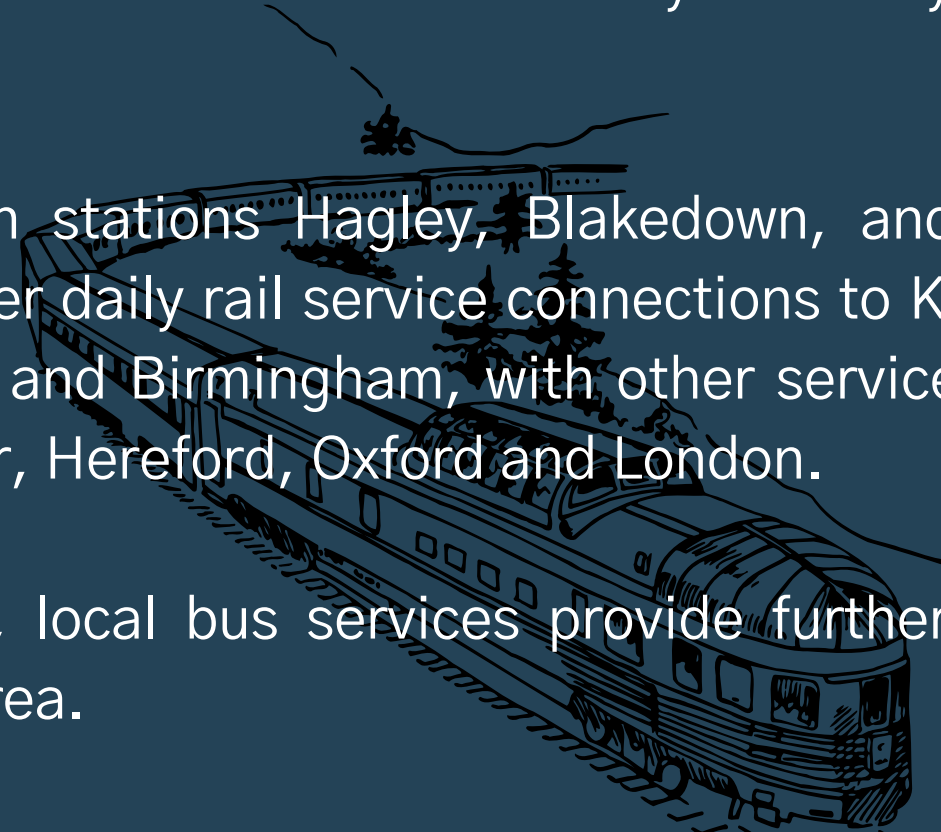 stations Hagley, Blakedown, and
daily rail service connections to K
and Birmingham, with other service
, Hereford, Oxford and London.
local bus services provide further